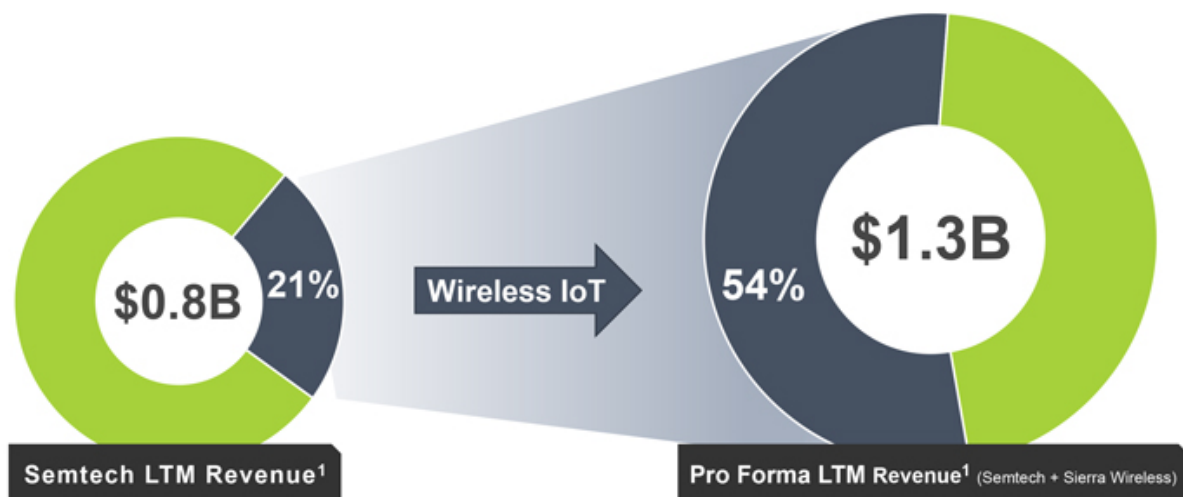 $0.8B
21%
Semtech LTM Revenue¹
Wireless IoT
54%
$1.3B
Pro Forma LTM Revenue¹ (Semtech + Sierra Wireless)